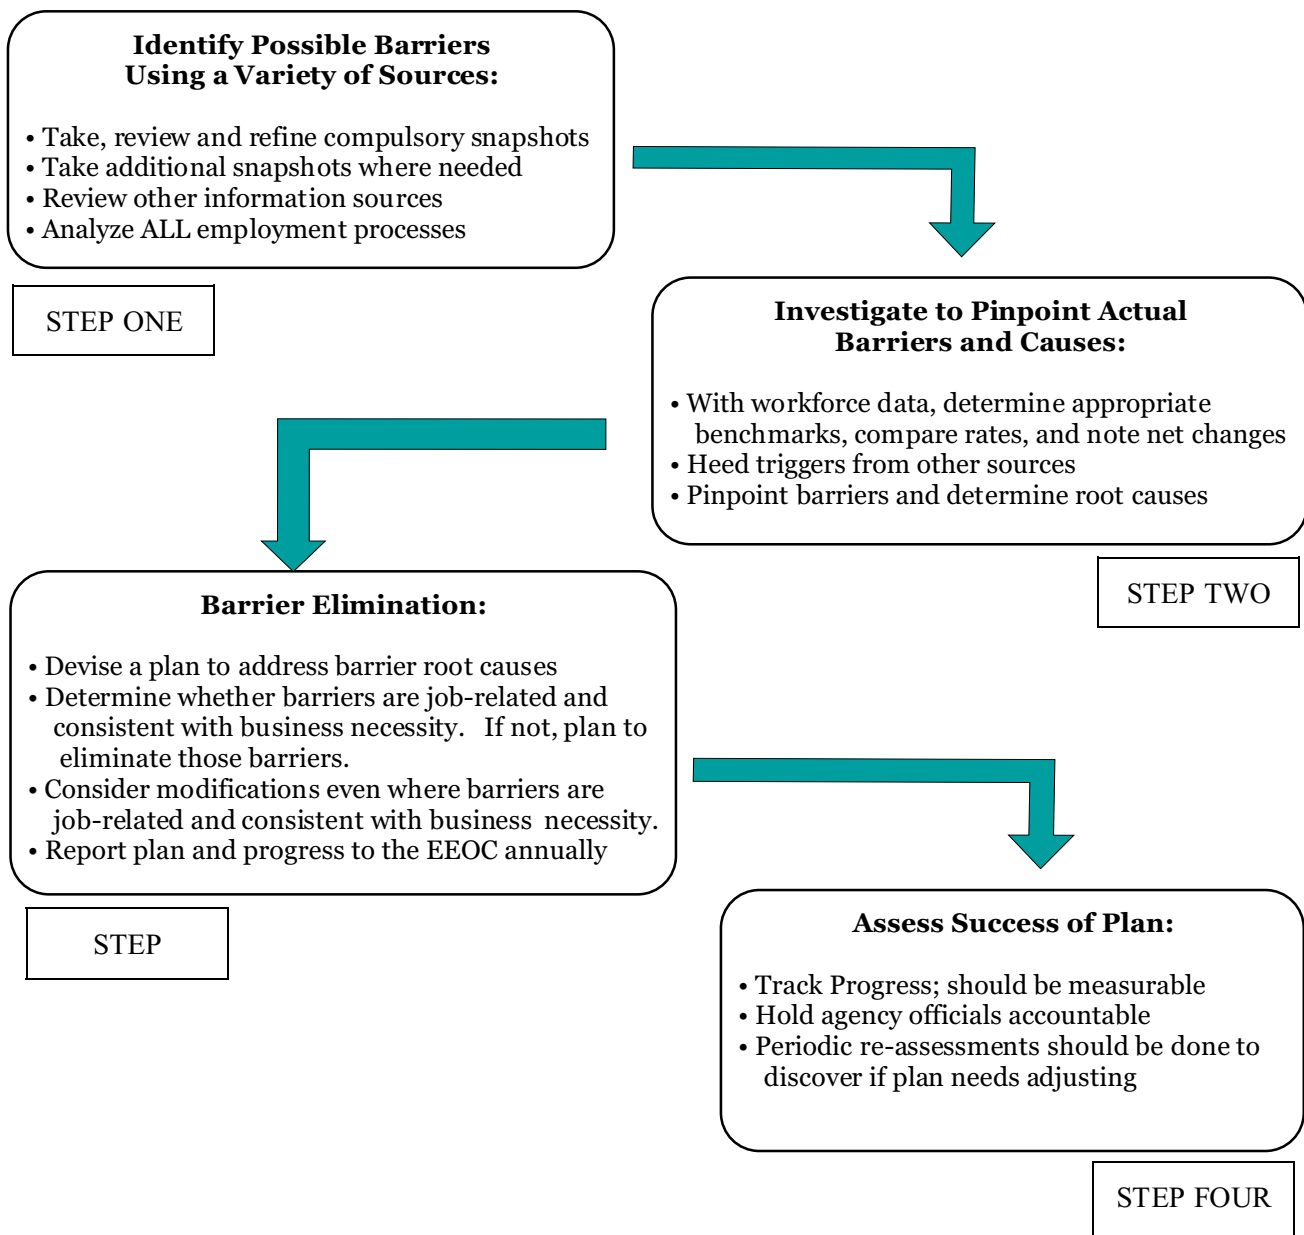 Identify Possible Barriers
Using a Variety of Sources:
• Take, review and refine compulsory snapshots
• Take additional snapshots where needed
• Review other information sources
• Analyze ALL employment processes
STEP ONE
Investigate to Pinpoint Actual
Barriers and Causes:
• With workforce data, determine appropriate
benchmarks, compare rates, and note net changes
• Heed triggers from other sources
• Pinpoint barriers and determine root causes
STEP TWO
Barrier Elimination:
• Devise a plan to address barrier root causes
• Determine whether barriers are job-related and
consistent with business necessity. If not, plan to
eliminate those barriers.
• Consider modifications even where barriers are
job-related and consistent with business necessity.
• Report plan and progress to the EEOC annually
STEP
Assess Success of Plan:
• Track Progress; should be measurable
• Hold agency officials accountable
• Periodic re-assessments should be done to
discover if plan needs adjusting
STEP FOUR